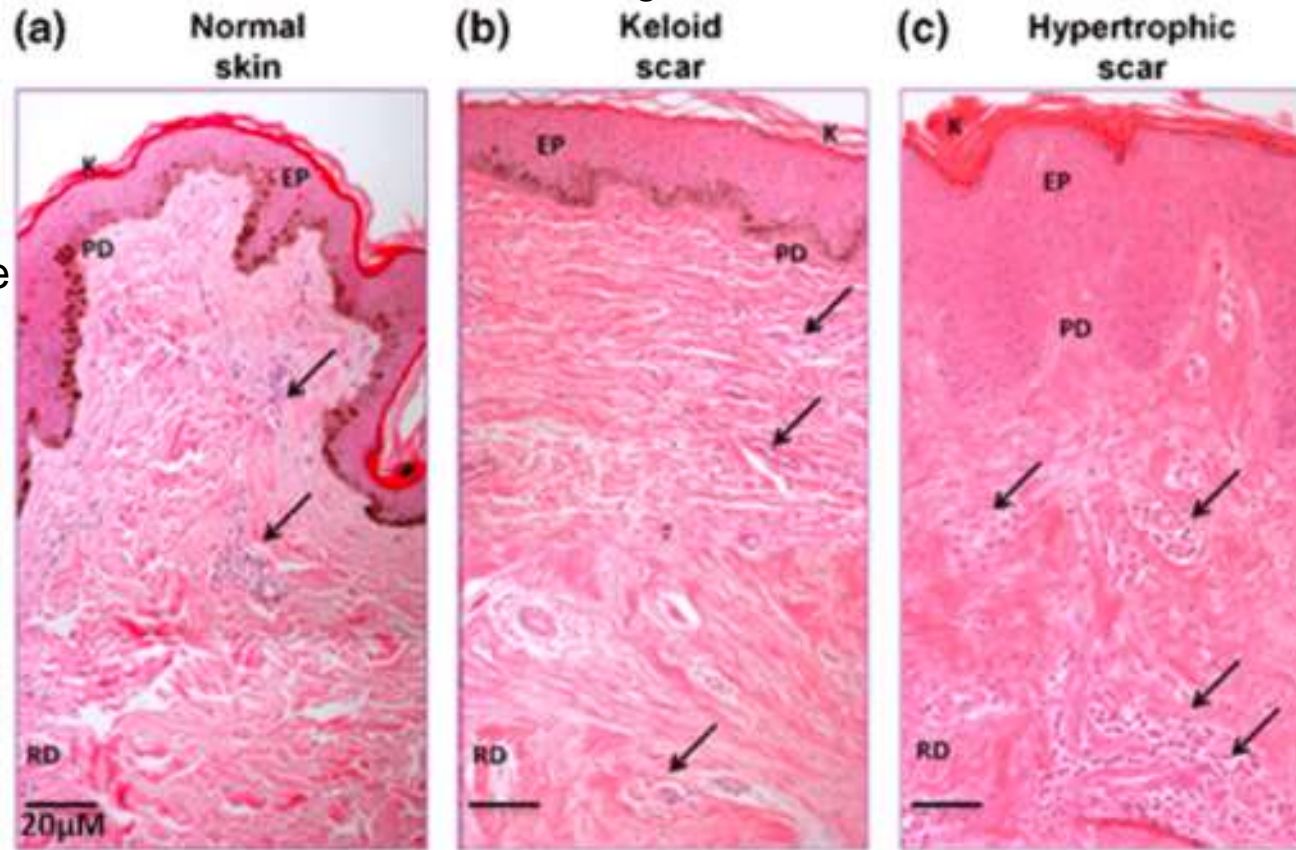 (a) Normal skin
(b) Keloid scar
(c) Hypertrophic scar
K
EP
PD
RD
20µM
EP
K
PD
RD
K
EP
PD
RD